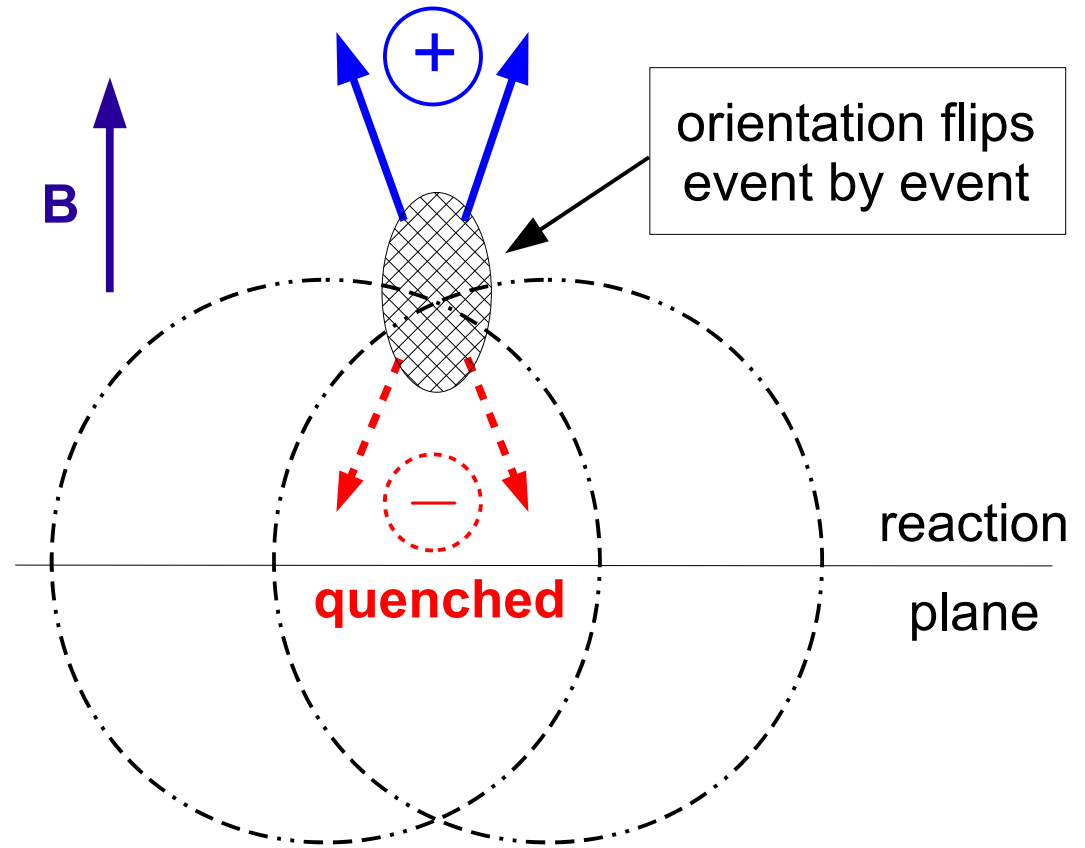 +
orientation flips
event by event
B
—
reaction
quenched
plane